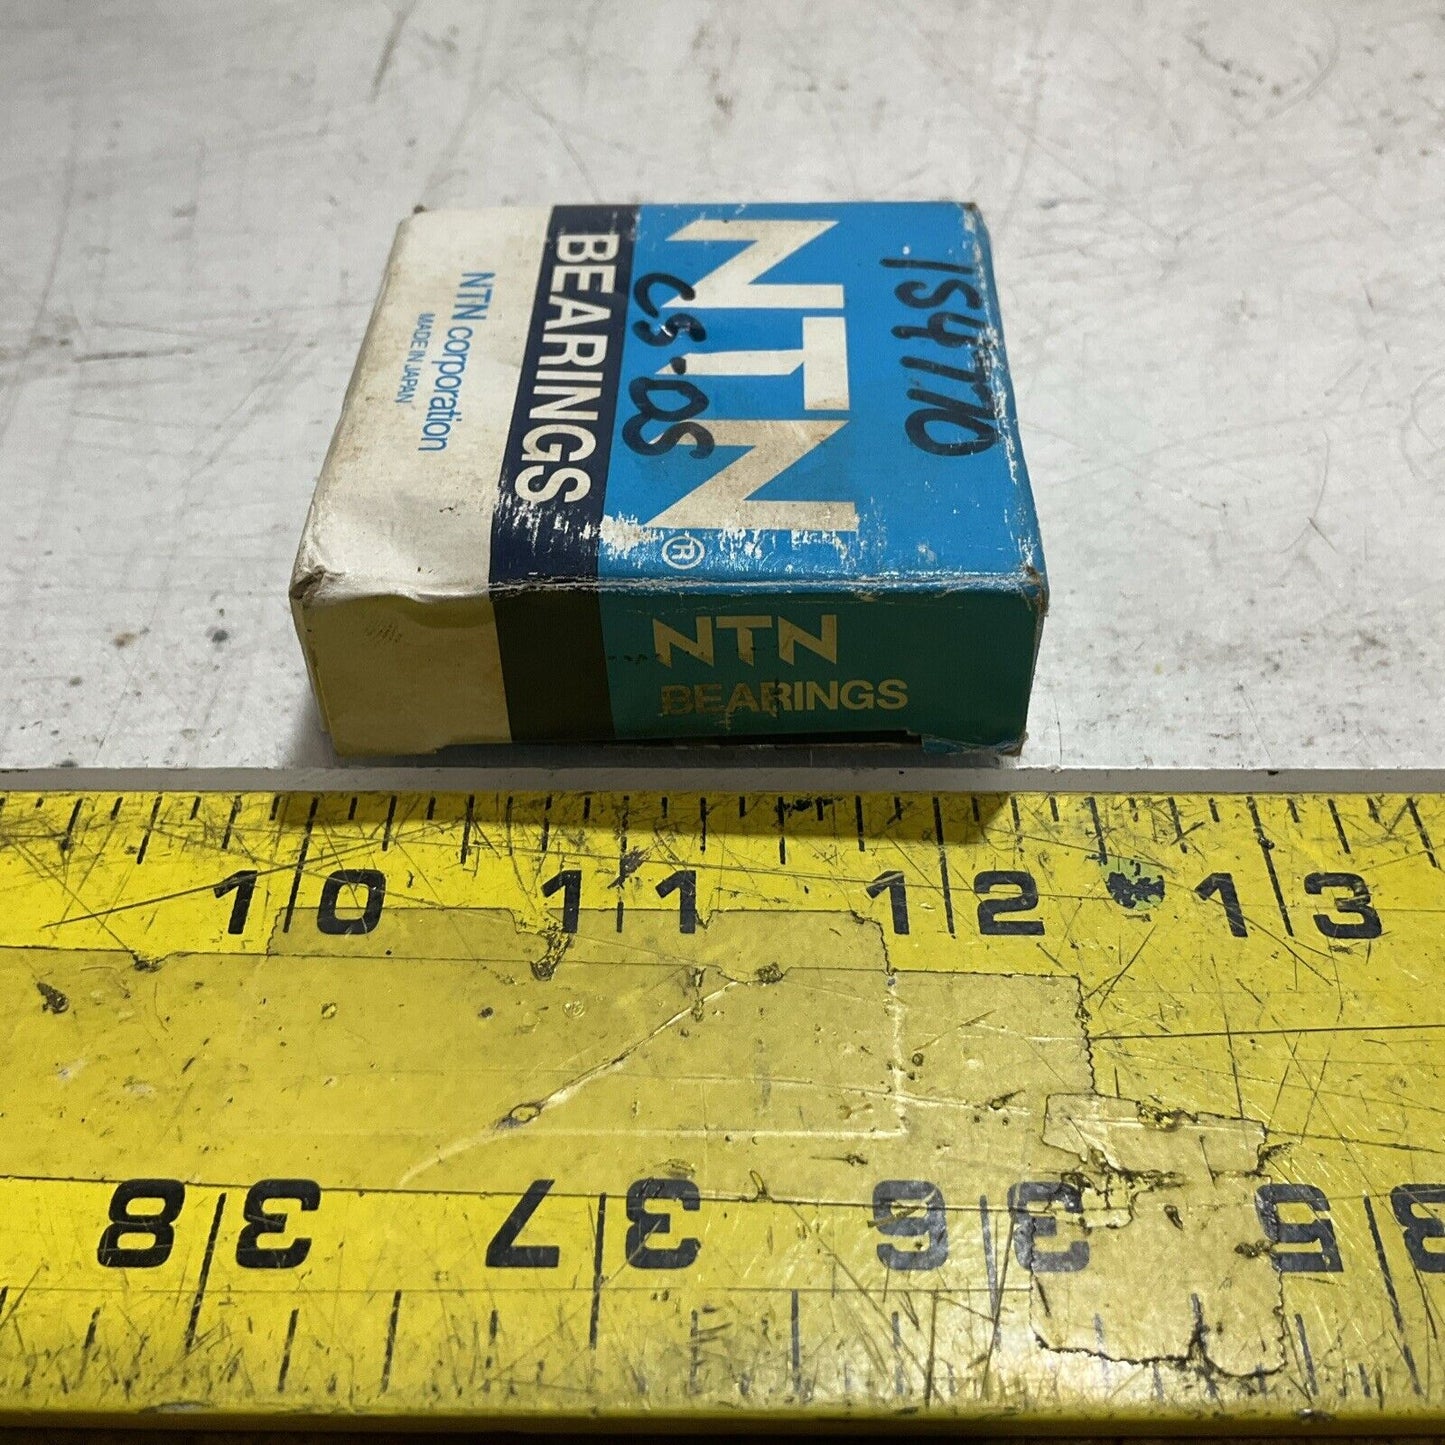 NTN®
BEARINGS
NTN corporation
MADE IN JAPAN
1S4770
CS-QS
NTN
BEARINGS
10 11 12 13
38 37 36 35